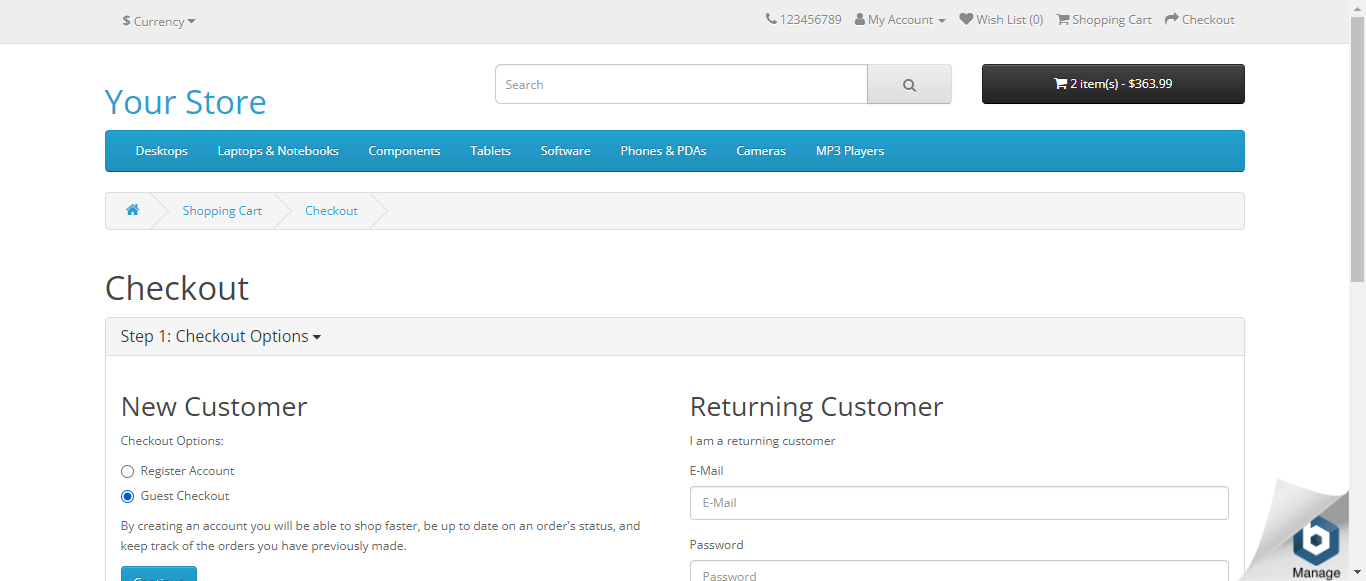 $ Currency
123456789 My Account Wish List (0) Shopping Cart Checkout
Your Store
Search
2 item(s) - $363.99
Desktops Laptops & Notebooks Components Tablets Software Phones & PDAs Cameras MP3 Players
Shopping Cart Checkout
Checkout
Step 1: Checkout Options
New Customer
Checkout Options:
Register Account
Guest Checkout
By creating an account you will be able to shop faster, be up to date on an order's status, and
keep track of the orders you have previously made.
Returning Customer
I am a returning customer
E-Mail
E-Mail
Password
Password
Manage